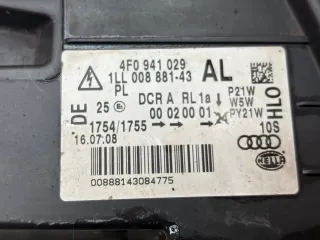 4F0 941 029
1LL 008 881-43
AL
PL
DE
25
DCR A RL1a
P21W
W5W
00 02 00 01
PY21W
HLO
1754/1755
10S
16.07.08
HELLA
00888143084775